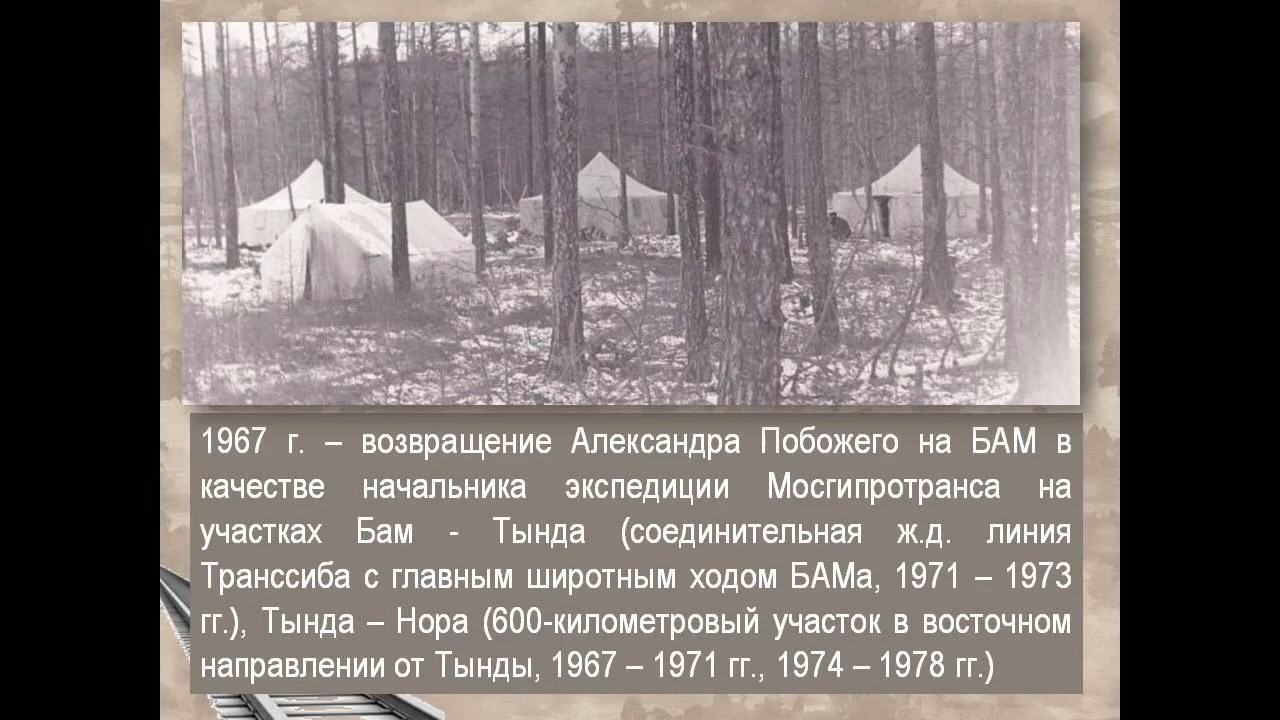 1967 г. – возвращение Александра Побожего на БАМ в
качестве начальника экспедиции Мосгипротранса на
участках Бам - Тында (соединительная ж.д. линия
Транссиба с главным широтным ходом БАМа, 1971 – 1973
гг.), Тында – Нора (600-километровый участок в восточном
направлении от Тынды, 1967 – 1971 гг., 1974 – 1978 гг.)